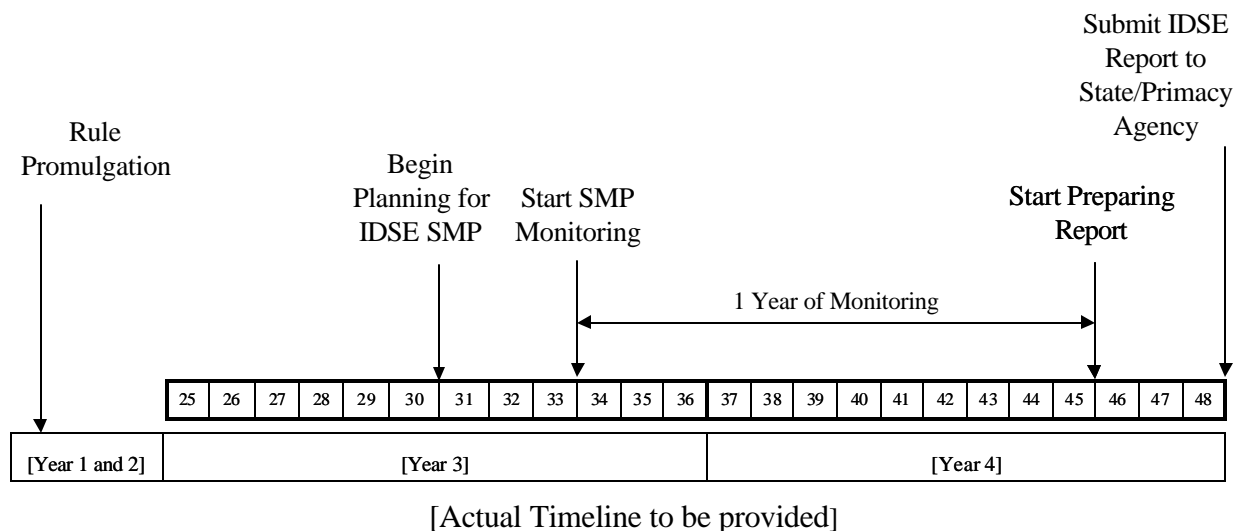 Submit IDSE
Report to
State/Primacy
Agency
Rule
Promulgation
Begin
Planning for
IDSE SMP
Start SMP
Monitoring
Start Preparing
Report
1 Year of Monitoring
25 26 27 28 29 30 31 32 33 34 35 36 37 38 39 40 41 42 43 44 45 46 47 48
[Year 1 and 2] [Year 3] [Year 4]
[Actual Timeline to be provided]